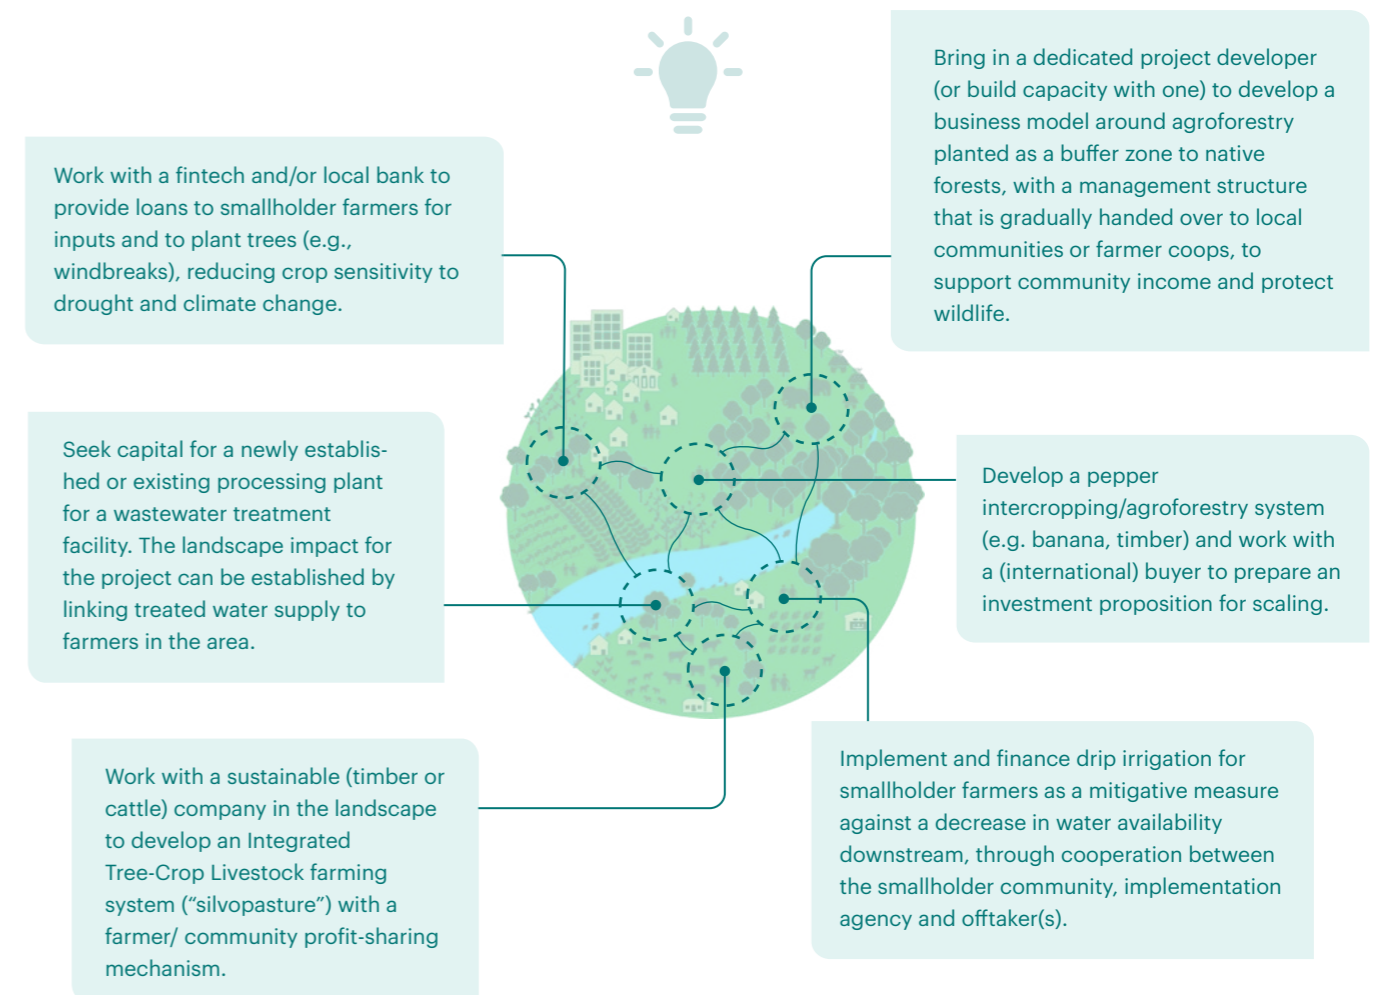 Work with a fintech and/or local bank to
provide loans to smallholder farmers for
inputs and to plant trees (e.g.,
windbreaks), reducing crop sensitivity to
drought and climate change.
Bring in a dedicated project developer
(or build capacity with one) to develop a
business model around agroforestry
planted as a buffer zone to native
forests, with a management structure
that is gradually handed over to local
communities or farmer coops, to
support community income and protect
wildlife.
Seek capital for a newly establis-
hed or existing processing plant
for a wastewater treatment
facility. The landscape impact for
the project can be established by
linking treated water supply to
farmers in the area.
Develop a pepper
intercropping/agroforestry system
(e.g. banana, timber) and work with
a (international) buyer to prepare an
investment proposition for scaling.
Work with a sustainable (timber or
cattle) company in the landscape
to develop an Integrated
Tree-Crop Livestock farming
system (“silvopasture”) with a
farmer/ community profit-sharing
mechanism.
Implement and finance drip irrigation for
smallholder farmers as a mitigative measure
against a decrease in water availability
downstream, through cooperation between
the smallholder community, implementation
agency and offtaker(s).